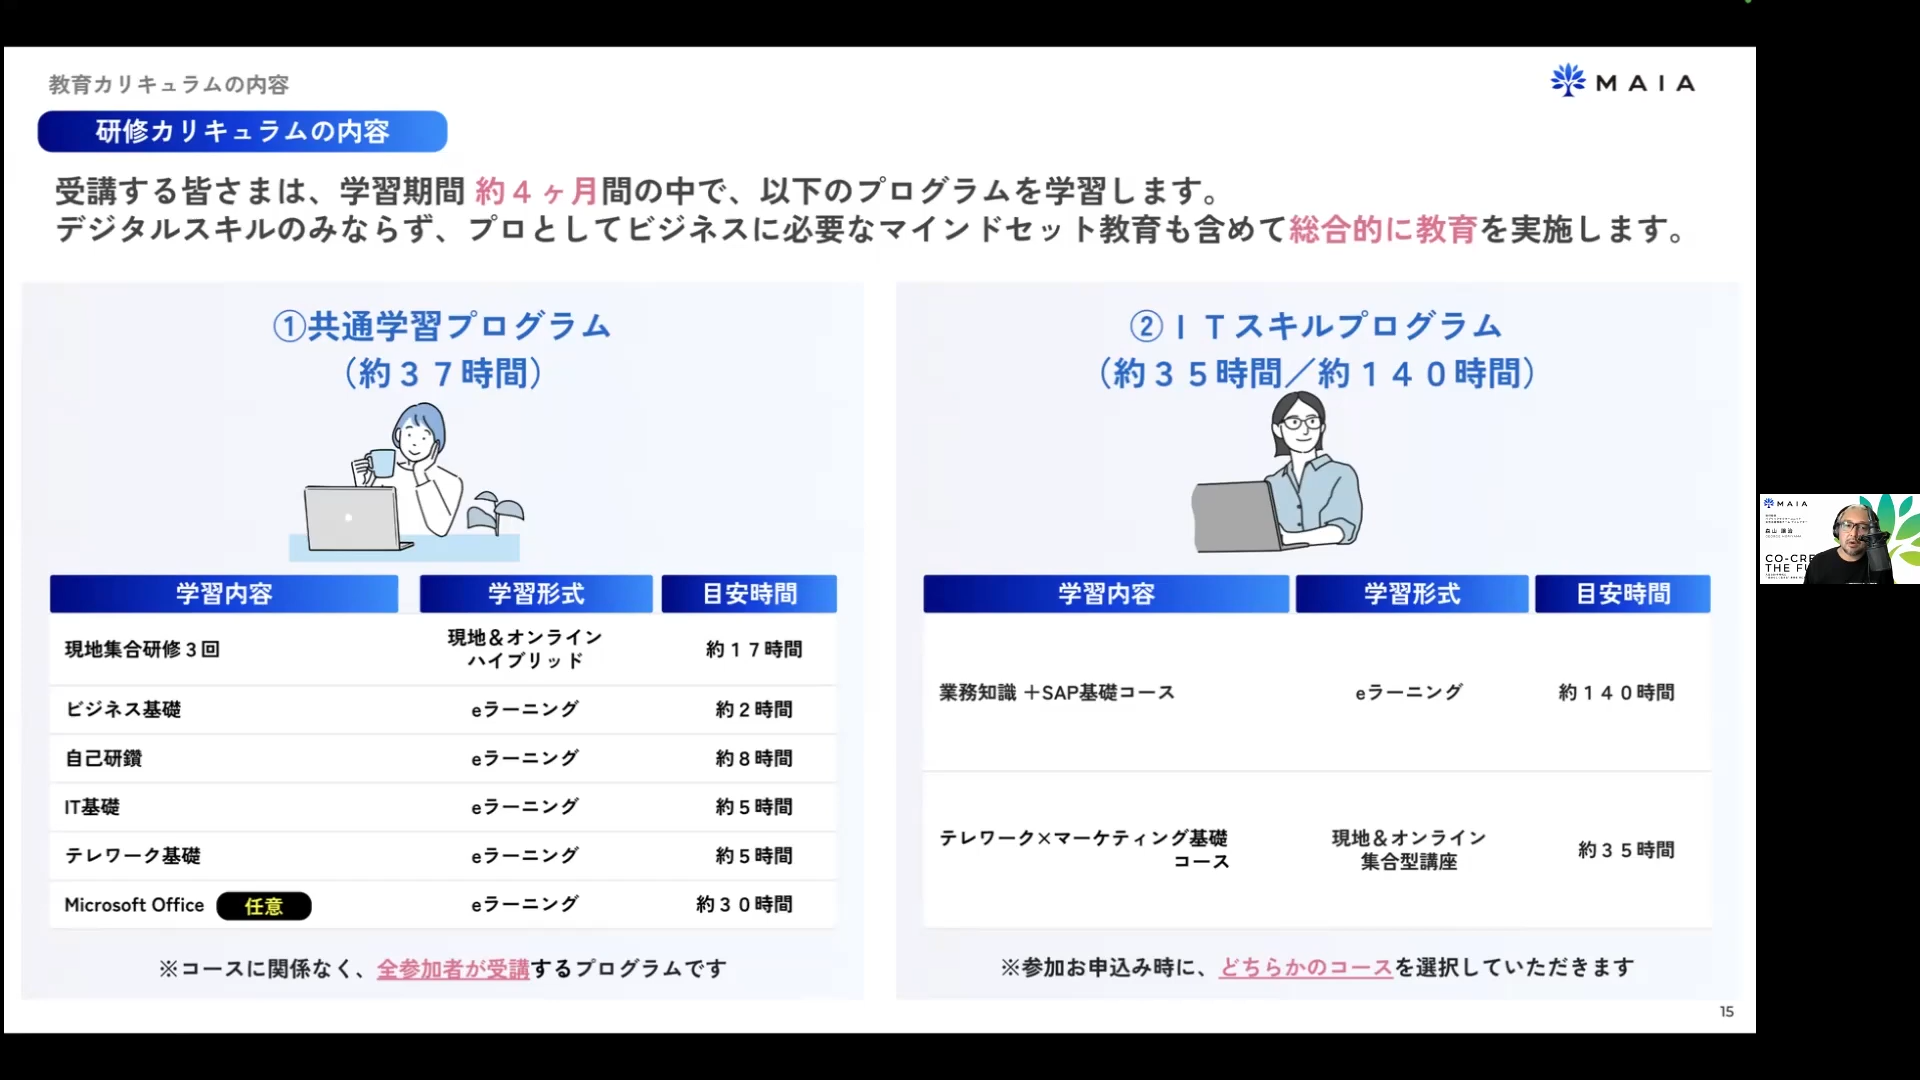 教育カリキュラムの内容
MAIA
研修カリキュラムの内容
受講する皆さまは、学習期間 約４ヶ月間の中で、以下のプログラムを学習します。
デジタルスキルのみならず、プロとしてビジネスに必要なマインドセット教育も含めて総合的に教育を実施します。
①共通学習プログラム
（約３７時間）
学習内容 学習形式 目安時間
現地集合研修３回 現地＆オンライン ハイブリッド 約１７時間
ビジネス基礎 eラーニング 約２時間
自己研鑽 eラーニング 約８時間
IT基礎 eラーニング 約５時間
テレワーク基礎 eラーニング 約５時間
Microsoft Office 任意 eラーニング 約３０時間
※コースに関係なく、全参加者が受講するプログラムです
②ＩＴスキルプログラム
（約３５時間／約１４０時間）
学習内容 学習形式 目安時間
業務知識 ＋SAP基礎コース eラーニング 約１４０時間
テレワーク×マーケティング基礎
コース
現地＆オンライン
集合型講座
約３５時間
※参加お申込み時に、どちらかのコースを選択していただきます
15
MAIA
CO-CRE
THE FU